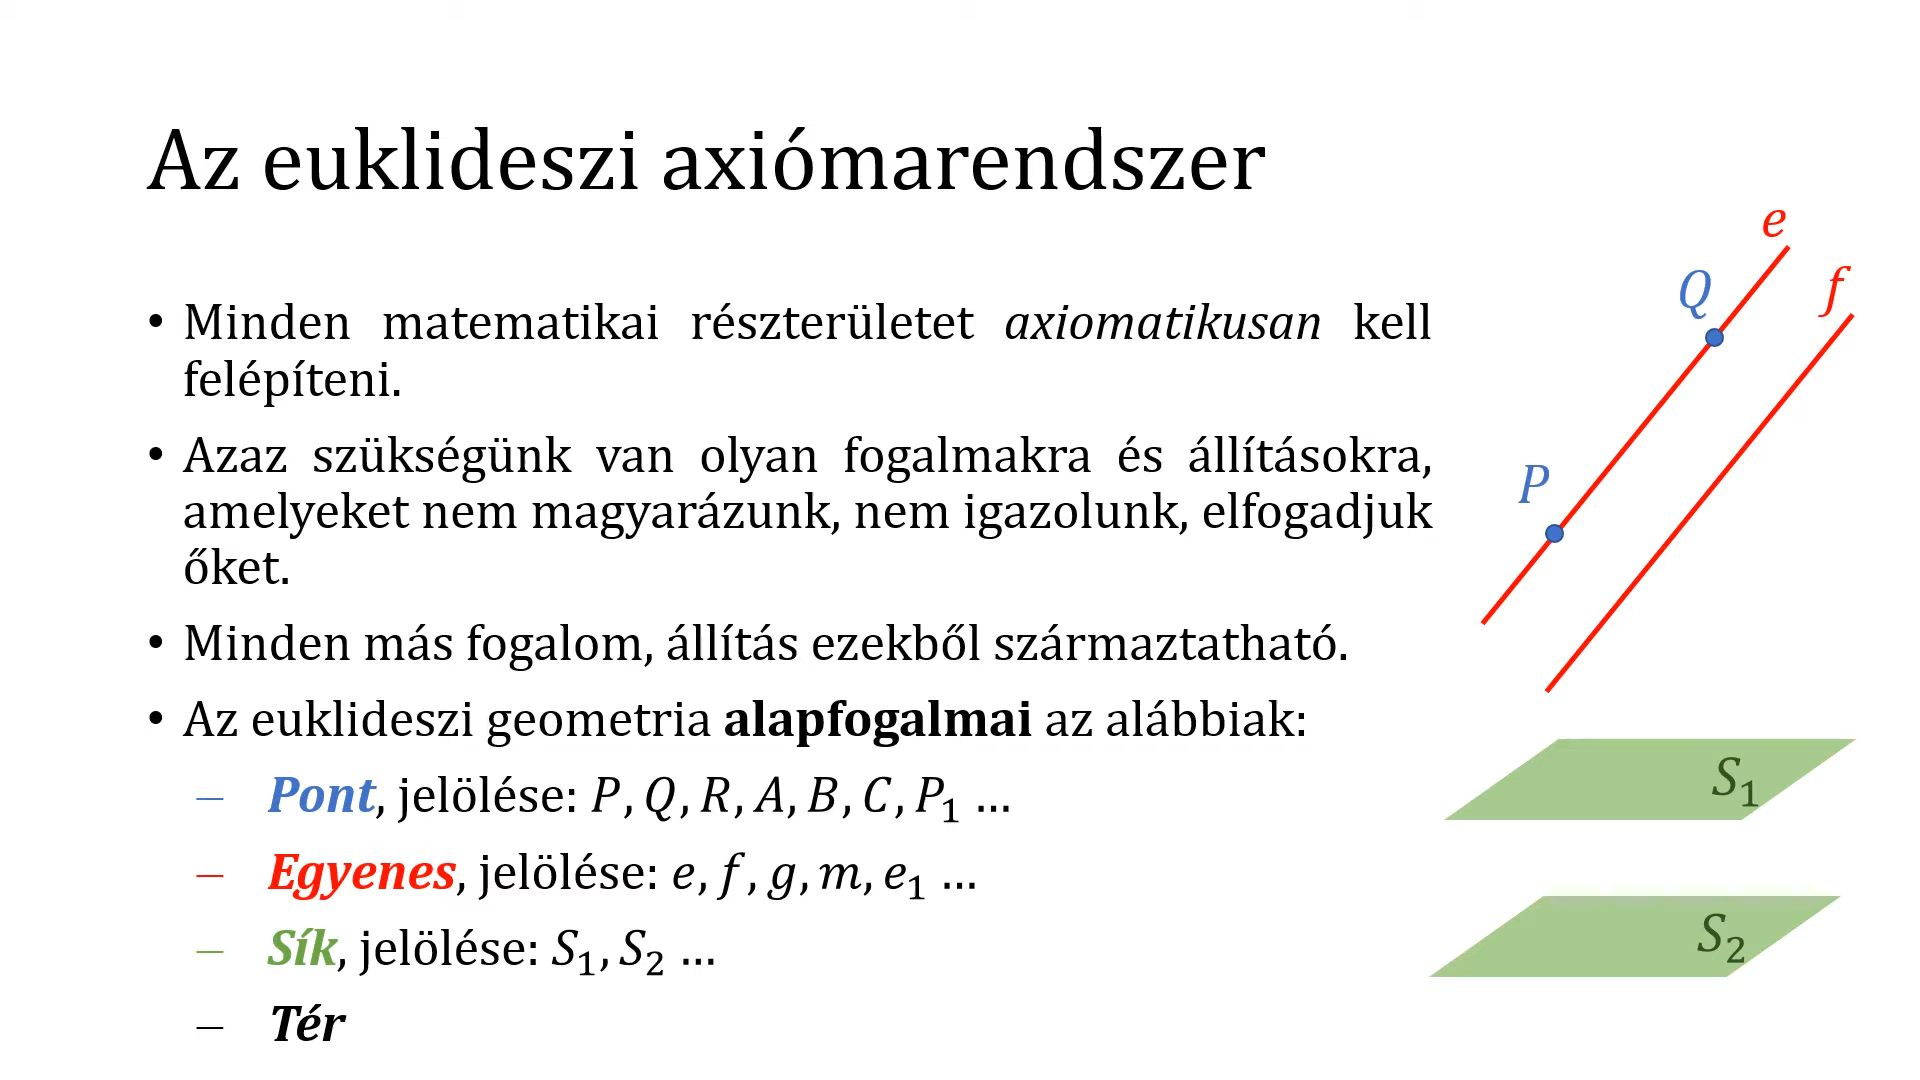 Az euklideszi axiómarendszer
• Minden matematikai részterületet axiomatikusan kell
felépíteni.
• Azaz szükségünk van olyan fogalmakra és állításokra,
amelyeket nem magyarázunk, nem igazolunk, elfogadjuk
őket.
• Minden más fogalom, állítás ezekből származtatható.
• Az euklideszi geometria alapfogalmai az alábbiak:
– Pont, jelölése: P, Q, R, A, B, C, P₁ ...
– Egyenes, jelölése: e, f, g, m, e₁ ...
– Sík, jelölése: S₁, S₂ ...
– Tér
e
f
Q
P
S₁
S₂